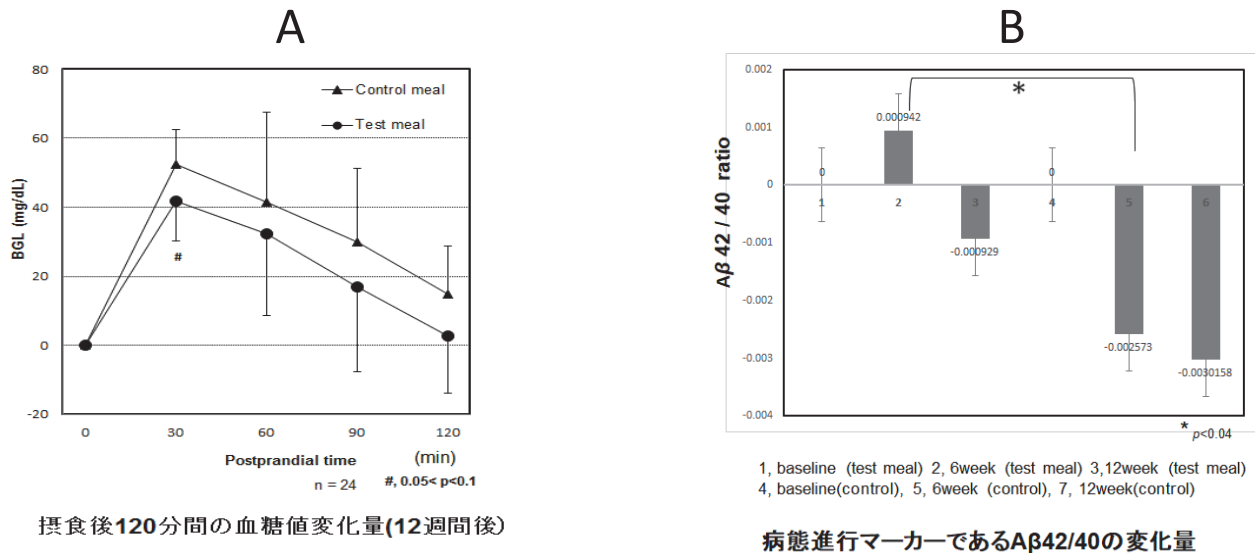 A
80
60
40
20
0
-20
BGL (mg/dL)
Control meal
Test meal
#
0 30 60 90 120
Postprandial time (min)
n = 24 #, 0.05< p<0.1
摂食後120分間の血糖値変化量(12週間後)
B
0.002
0.001
0
-0.001
-0.002
-0.003
-0.004
Aβ 42 / 40 ratio
*
0.000942
0 0
1 2 3 4 5 6
-0.000929
-0.002573
-0.0030158
* p<0.04
1, baseline (test meal) 2, 6week (test meal) 3,12week (test meal)
4, baseline(control), 5, 6week (control), 7, 12week(control)
病態進行マーカーであるAβ42/40の変化量